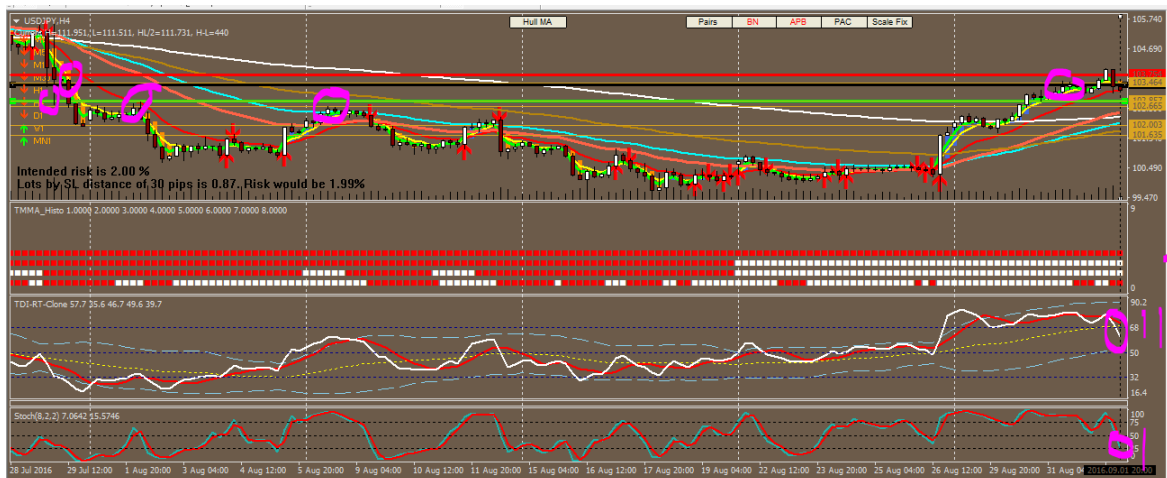 USDJPY,H4
H=111.951, L=111.511, HL/2=111.731, H-L=440
Hull MA
Pairs BN APB PAC Scale Fix
D1
W1
MN1
Intended risk is 2.00 %
Lots by SL distance of 30 pips is 0.87. Risk would be 1.99%
105.740
104.690
103.464
102.665
102.003
101.635
100.490
99.470
TMMA_Histo 1.0000 2.0000 3.0000 4.0000 5.0000 6.0000 7.0000 8.0000
9
0
TDI-RT-Clone 57.7 35.6 46.7 49.6 39.7
90.2
68
50
32
16.4
Stoch(8,2,2) 7.0642 15.5746
100
75
50
28 Jul 2016 29 Jul 12:00 1 Aug 20:00 3 Aug 04:00 4 Aug 12:00 5 Aug 20:00 9 Aug 04:00 10 Aug 12:00 11 Aug 20:00 15 Aug 04:00 16 Aug 12:00 17 Aug 20:00 19 Aug 04:00 22 Aug 12:00 23 Aug 20:00 25 Aug 04:00 26 Aug 12:00 29 Aug 20:00 31 Aug 2016.09.01 20:00